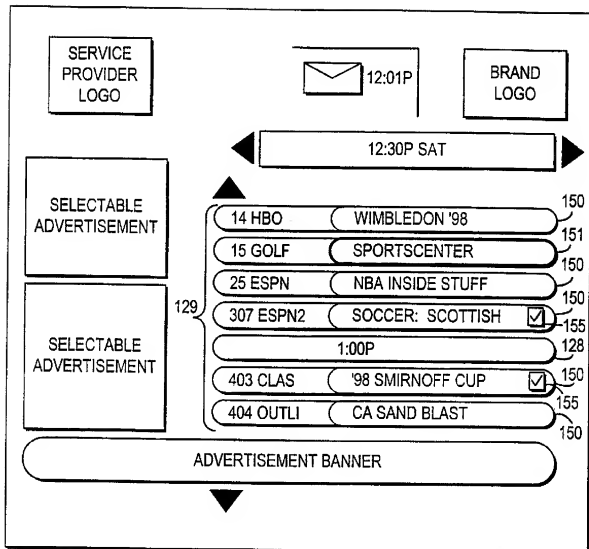 SERVICE
PROVIDER
LOGO
12:01P
BRAND
LOGO
12:30P SAT
SELECTABLE
ADVERTISEMENT
14 HBO WIMBLEDON '98 150
15 GOLF SPORTSCENTER 151
25 ESPN NBA INSIDE STUFF 150
307 ESPN2 SOCCER: SCOTTISH 150
155
129
SELECTABLE
ADVERTISEMENT
1:00P 128
403 CLAS '98 SMIRNOFF CUP 150
155
404 OUTLI CA SAND BLAST 150
ADVERTISEMENT BANNER